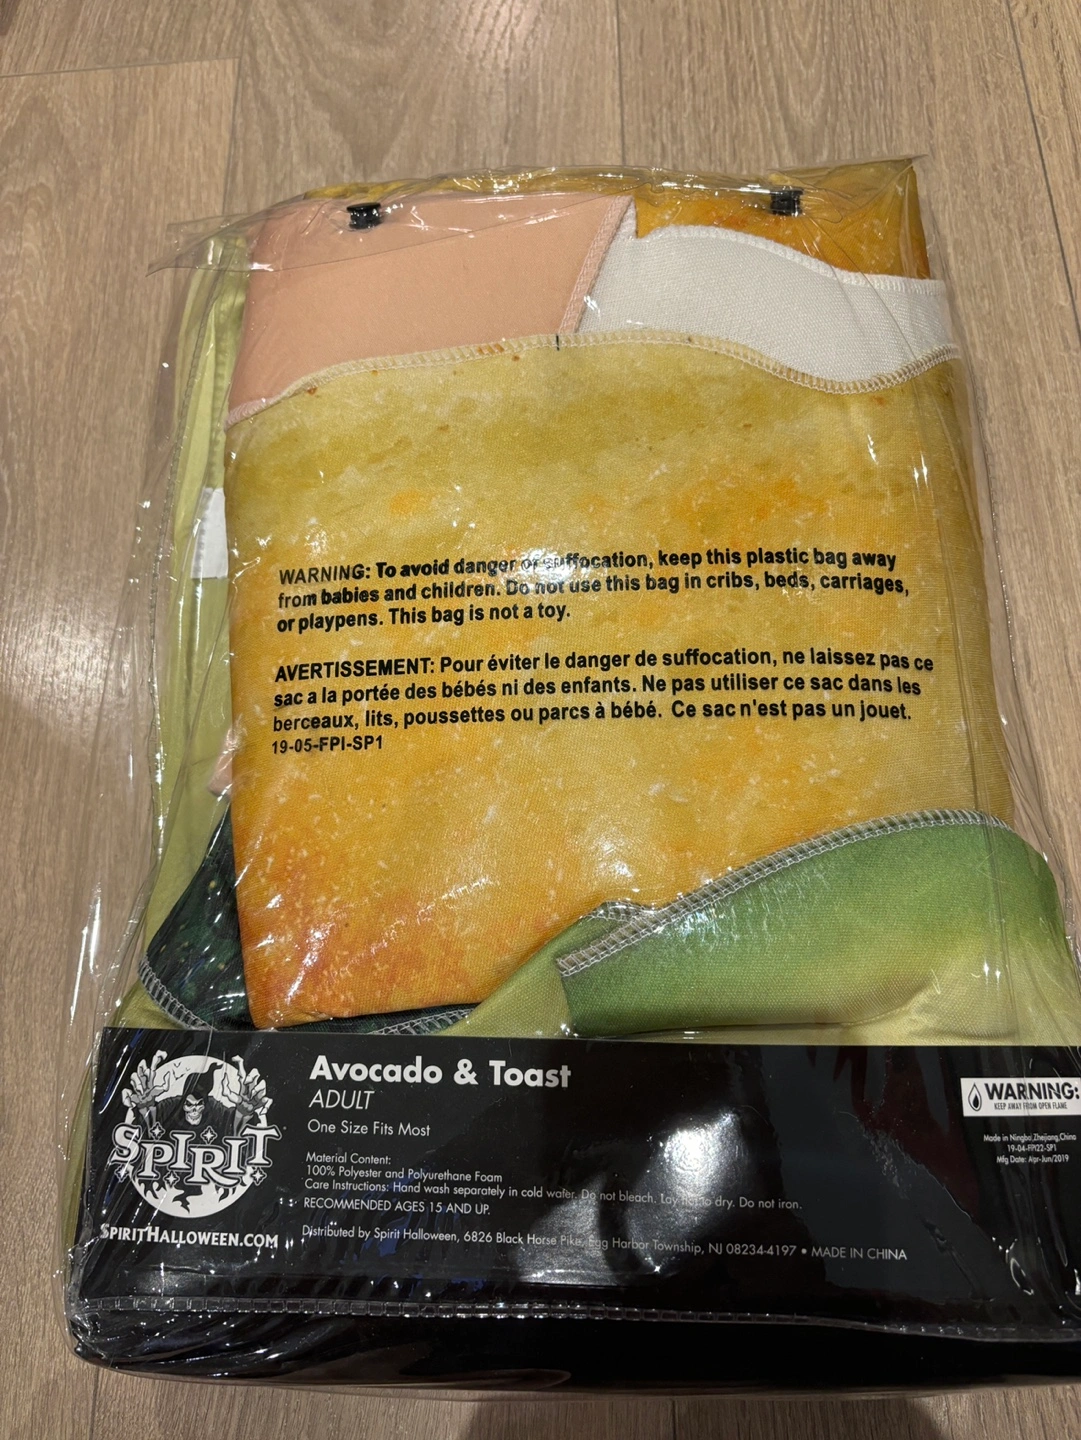 WARNING: To avoid danger of suffocation, keep this plastic bag away
from babies and children. Do not use this bag in cribs, beds, carriages,
or playpens. This bag is not a toy.
AVERTISSEMENT: Pour éviter le danger de suffocation, ne laissez pas ce
sac a la portée des bébés ni des enfants. Ne pas utiliser ce sac dans les
berceaux, lits, poussettes ou parcs à bébé. Ce sac n'est pas un jouet.
19-05-FPI-SP1
SPIRIT
SPIRITHALLOWEEN.COM
Avocado & Toast
ADULT
One Size Fits Most
Material Content:
100% Polyester and Polyurethane Foam
Care Instructions: Hand wash separately in cold water. Do not bleach. Lay flat to dry. Do not iron.
RECOMMENDED AGES 15 AND UP.
Distributed by Spirit Halloween, 6826 Black Horse Pike, Egg Harbor Township, NJ 08234-4197 • MADE IN CHINA
WARNING:
KEEP AWAY FROM OPEN FLAME
Made in Ningbo,Zhejiang,China
19-04-FPI22-SP1
Mfg Date: Apr-Jun/2019